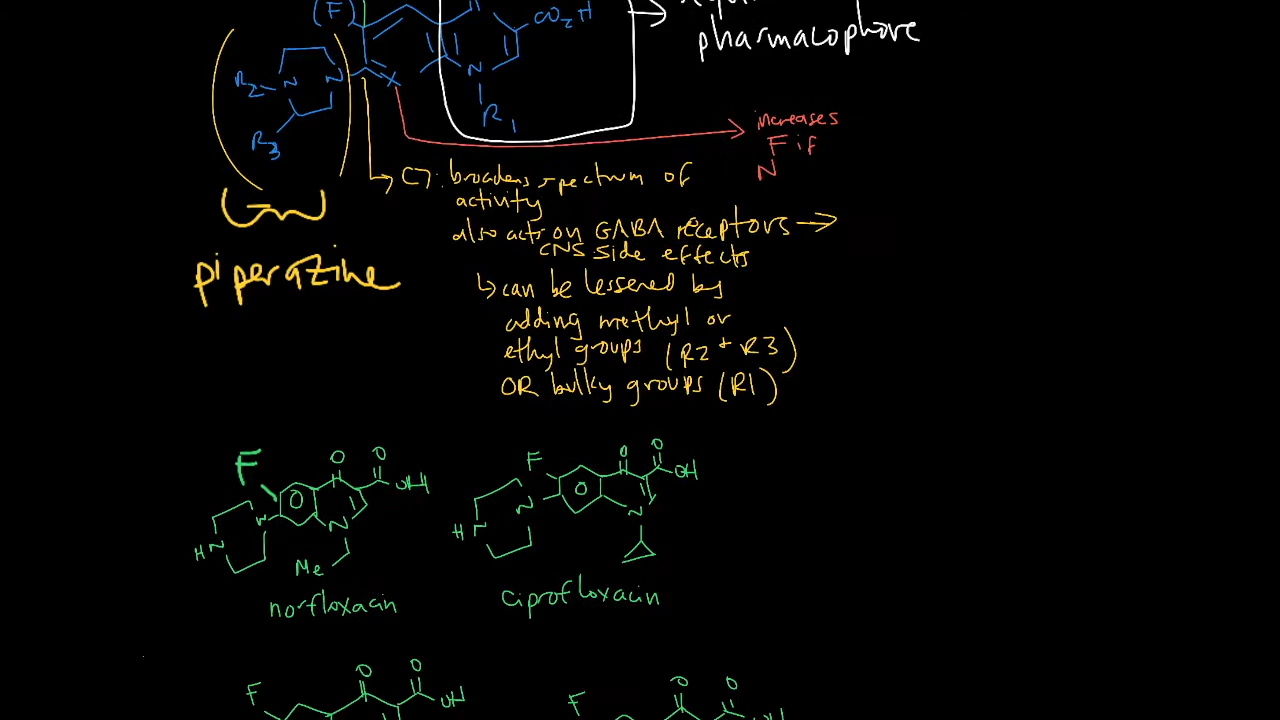 (F)
CO2H
pharmacophore
R2
N
N
X
N
R3
R1
increases
F if
N
C7: broadens spectrum of
activity
also acts on GABA receptors →
CNS side effects
↳ can be lessened by
adding methyl or
ethyl groups (R2 + R3)
OR bulky groups (R1)
piperazine
F
O
O
OH
N
N
HN
Me
norfloxacin
F
O
O
OH
N
N
H N
ciprofloxacin
F
O
O
OH
F
O
O